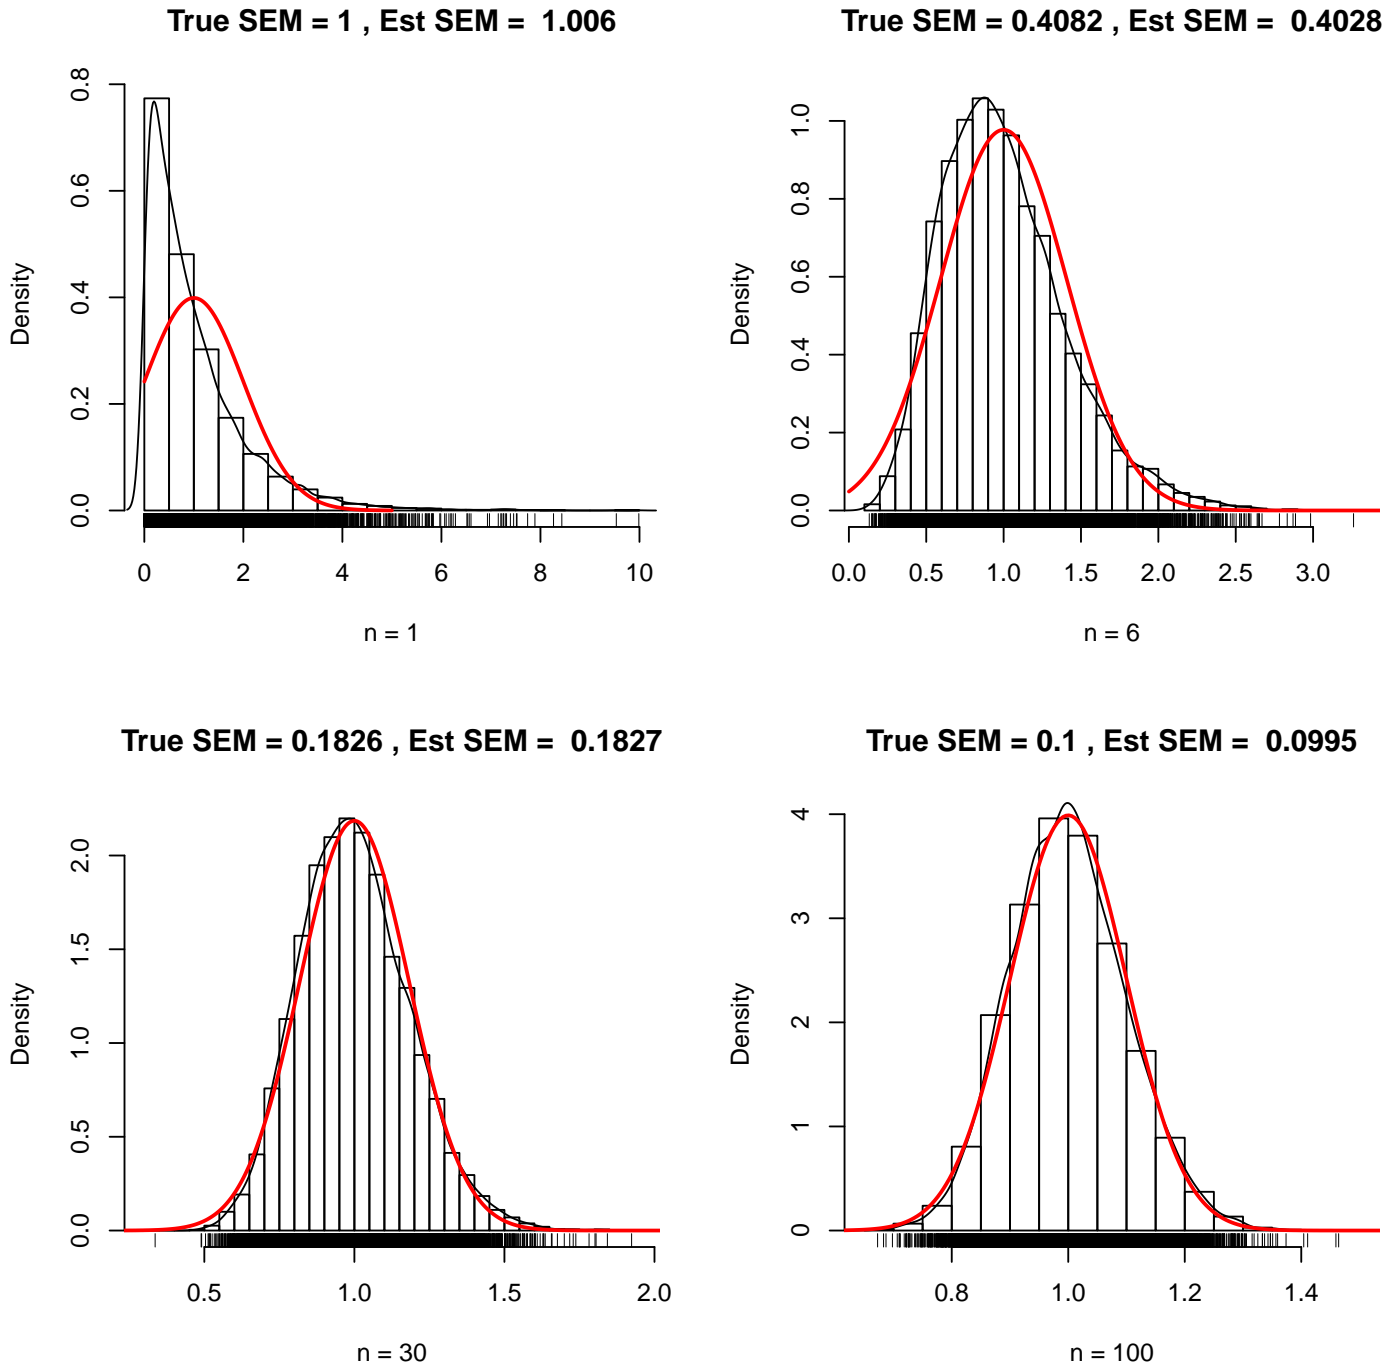 True SEM = 1 , Est SEM =  1.006
Density
0.0 0.2 0.4 0.6 0.8
0 2 4 6 8 10
n = 1
True SEM = 0.4082 , Est SEM =  0.4028
Density
0.0 0.2 0.4 0.6 0.8 1.0
0.0 0.5 1.0 1.5 2.0 2.5 3.0
n = 6
True SEM = 0.1826 , Est SEM =  0.1827
Density
0.0 0.5 1.0 1.5 2.0
0.5 1.0 1.5 2.0
n = 30
True SEM = 0.1 , Est SEM =  0.0995
Density
0 1 2 3 4
0.8 1.0 1.2 1.4
n = 100